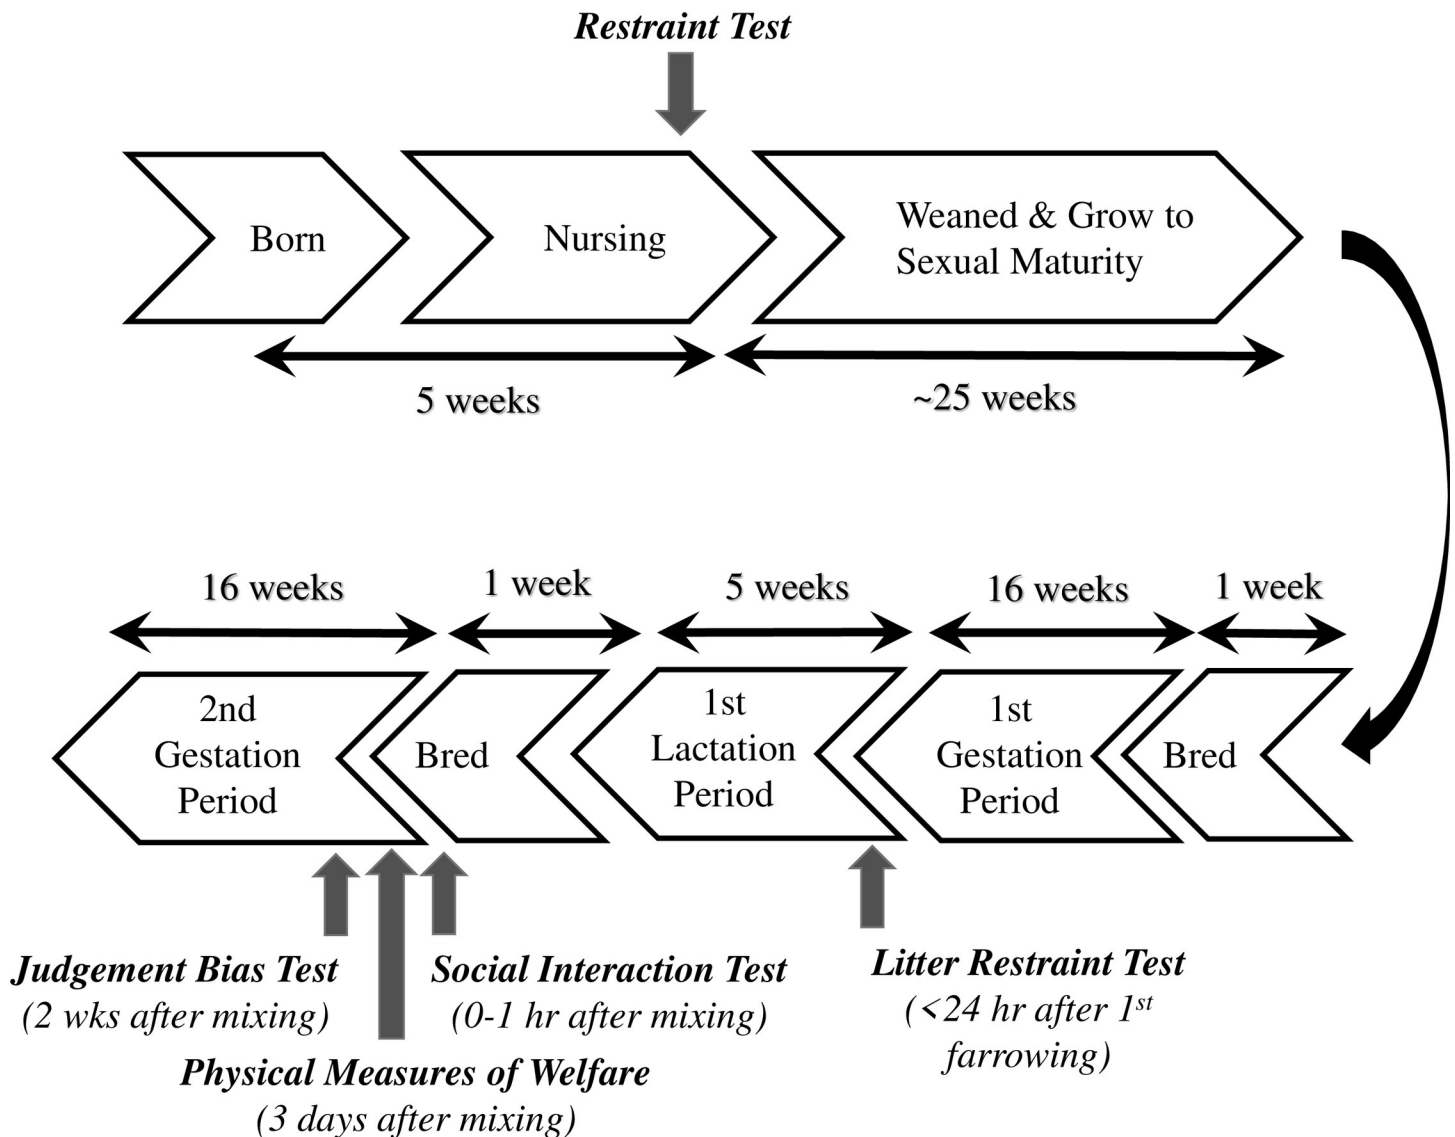 Restraint Test
Born
Nursing
Weaned & Grow to
Sexual Maturity
5 weeks
~25 weeks
16 weeks
1 week
5 weeks
16 weeks
1 week
2nd
Gestation
Period
Bred
1st
Lactation
Period
1st
Gestation
Period
Bred
Judgement Bias Test
(2 wks after mixing)
Social Interaction Test
(0-1 hr after mixing)
Litter Restraint Test
(<24 hr after 1st
farrowing)
Physical Measures of Welfare
(3 days after mixing)